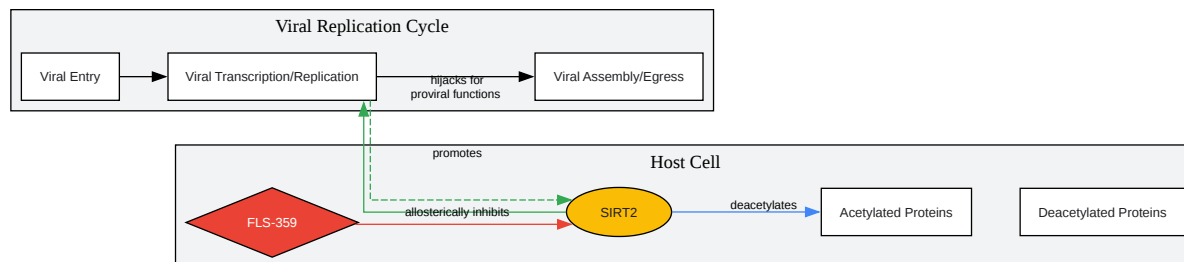 Viral Replication Cycle
Viral Entry
Viral Transcription/Replication
hijacks for
proviral functions
Viral Assembly/Egress
promotes
Host Cell
FLS-359
allosterically inhibits
SIRT2
deacetylates
Acetylated Proteins
Deacetylated Proteins